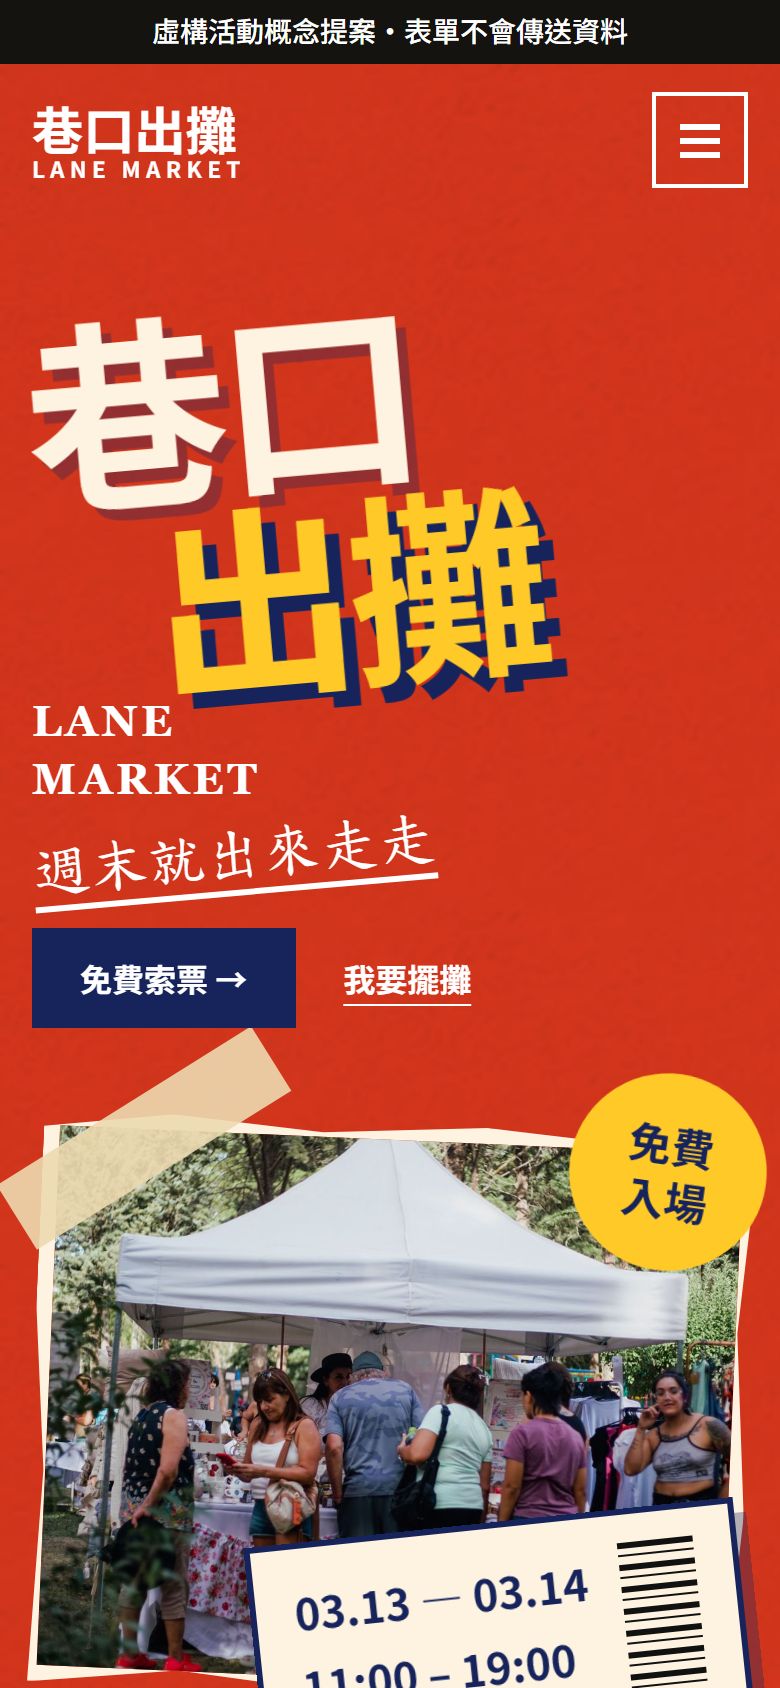 虛構活動概念提案・表單不會傳送資料
巷口出攤
LANE MARKET
巷口
出攤
LANE
MARKET
週末就出來走走
免費索票 →
我要擺攤
免費
入場
03.13 — 03.14
11:00 – 19:00